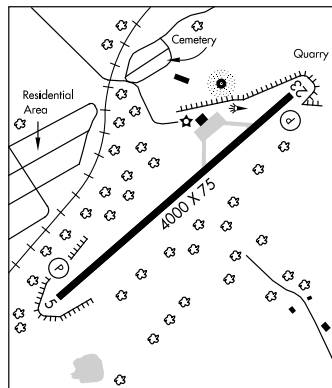 Quarry
Cemetery
Residential
Area
23
P
4000 X 75
P
5